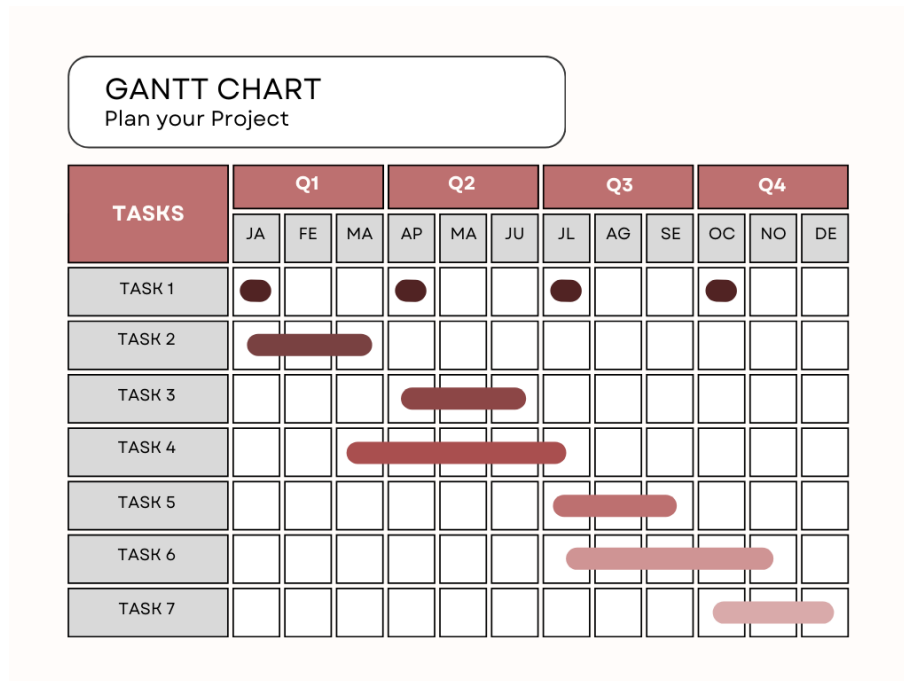 GANTT CHART
Plan your Project
TASKS
Q1 Q2 Q3 Q4
JA FE MA AP MA JU JL AG SE OC NO DE
TASK 1
TASK 2
TASK 3
TASK 4
TASK 5
TASK 6
TASK 7